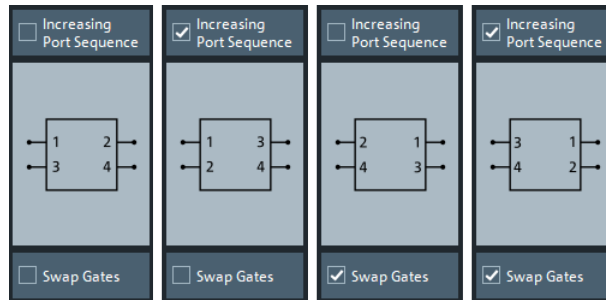 Increasing
Port Sequence
1 2
3 4
Swap Gates
Increasing
Port Sequence
1 3
2 4
Swap Gates
Increasing
Port Sequence
2 1
4 3
Swap Gates
Increasing
Port Sequence
3 1
4 2
Swap Gates